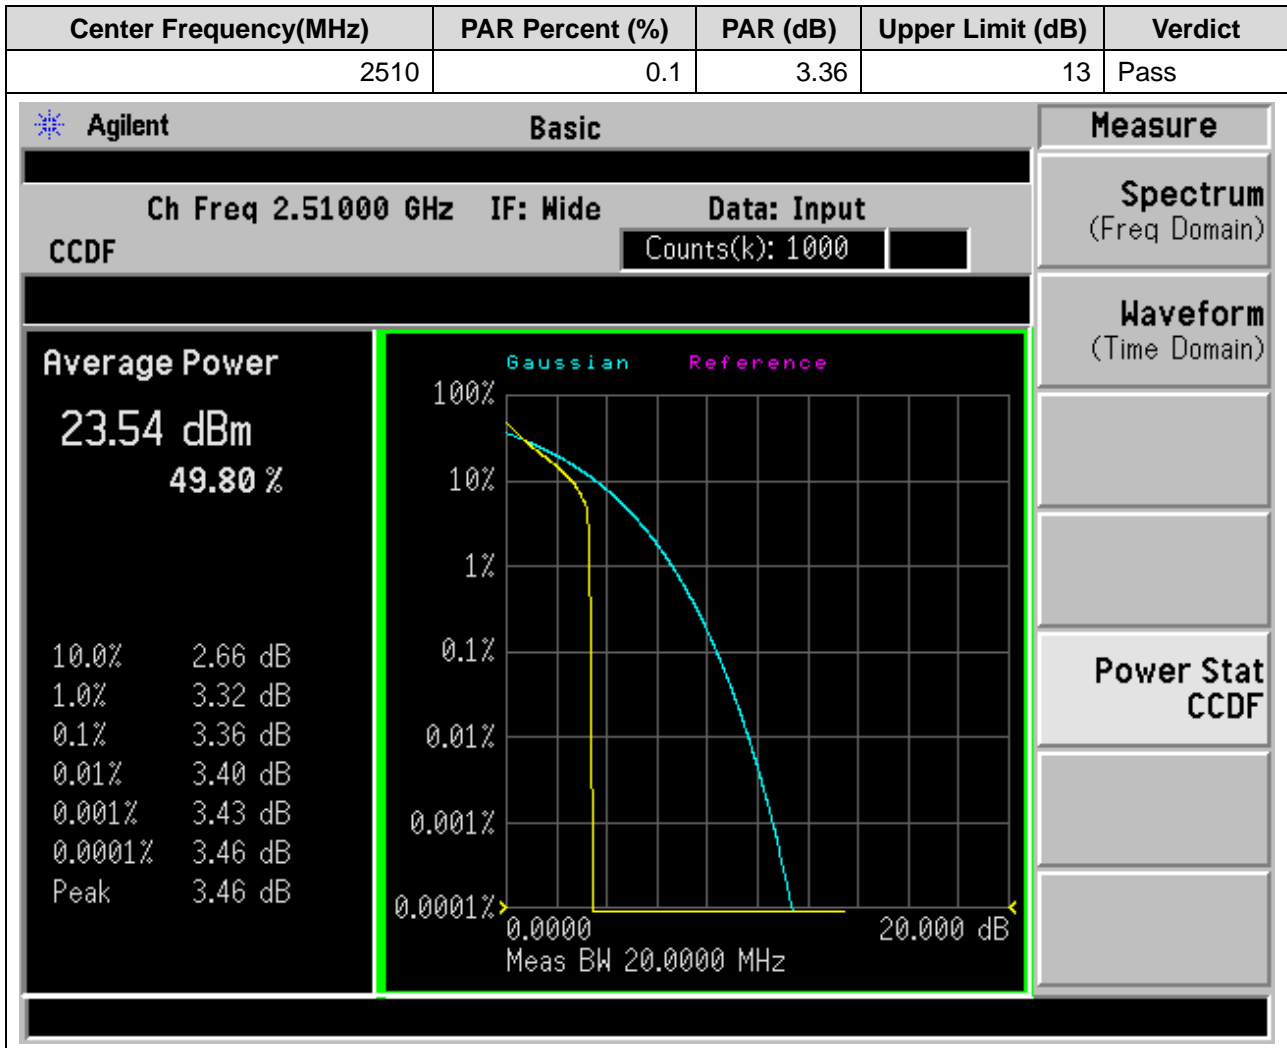 Center Frequency(MHz) PAR Percent (%) PAR (dB) Upper Limit (dB) Verdict
2510 0.1 3.36 13 Pass
Agilent Basic Measure
Ch Freq 2.51000 GHz IF: Wide Data: Input
CCDF Counts(k): 1000
Spectrum
(Freq Domain)
Waveform
(Time Domain)
Power Stat
CCDF
Average Power
23.54 dBm
49.80 %
10.0% 2.66 dB
1.0% 3.32 dB
0.1% 3.36 dB
0.01% 3.40 dB
0.001% 3.43 dB
0.0001% 3.46 dB
Peak 3.46 dB
Gaussian Reference
100%
10%
1%
0.1%
0.01%
0.001%
0.0001%
0.0000 20.000 dB
Meas BW 20.0000 MHz